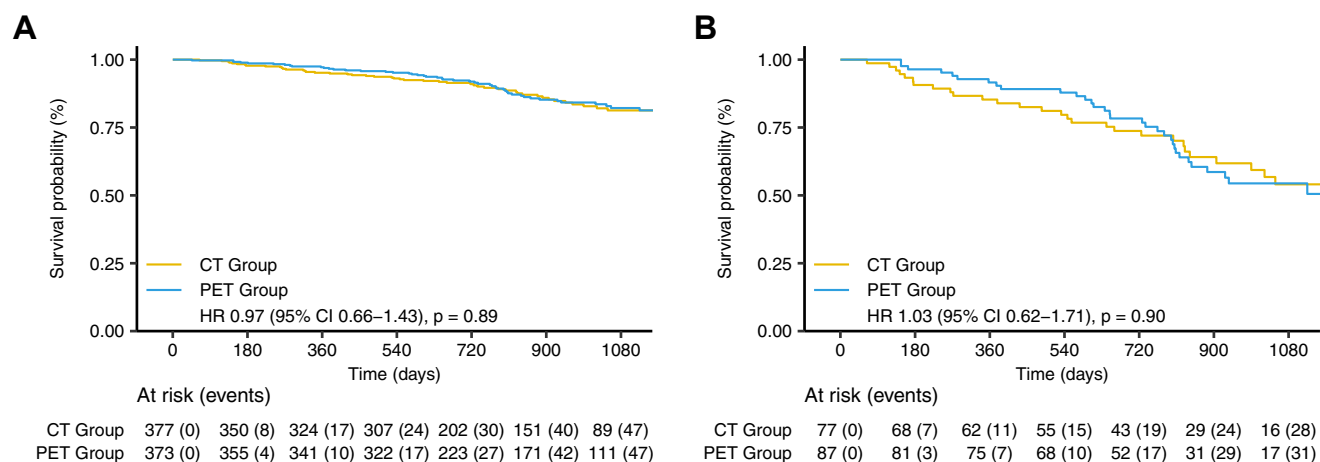 A
1.00
0.75
0.50
0.25
0.00
Survival probability (%)
CT Group
PET Group
HR 0.97 (95% CI 0.66–1.43), p = 0.89
0 180 360 540 720 900 1080
Time (days)
At risk (events)
CT Group 377 (0) 350 (8) 324 (17) 307 (24) 202 (30) 151 (40) 89 (47)
PET Group 373 (0) 355 (4) 341 (10) 322 (17) 223 (27) 171 (42) 111 (47)
B
1.00
0.75
0.50
0.25
0.00
Survival probability (%)
CT Group
PET Group
HR 1.03 (95% CI 0.62–1.71), p = 0.90
0 180 360 540 720 900 1080
Time (days)
At risk (events)
CT Group 77 (0) 68 (7) 62 (11) 55 (15) 43 (19) 29 (24) 16 (28)
PET Group 87 (0) 81 (3) 75 (7) 68 (10) 52 (17) 31 (29) 17 (31)